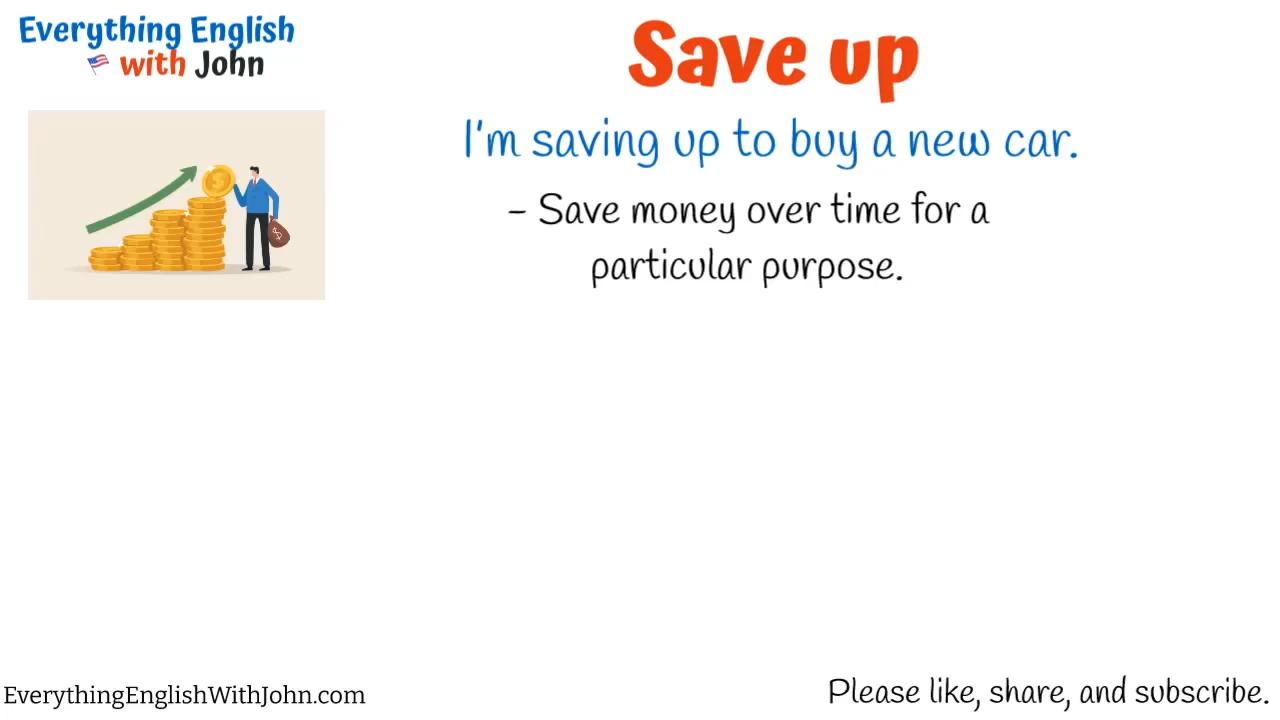 Everything English
with John
Save up
I'm saving up to buy a new car.
- Save money over time for a
particular purpose.
EverythingEnglishWithJohn.com
Please like, share, and subscribe.